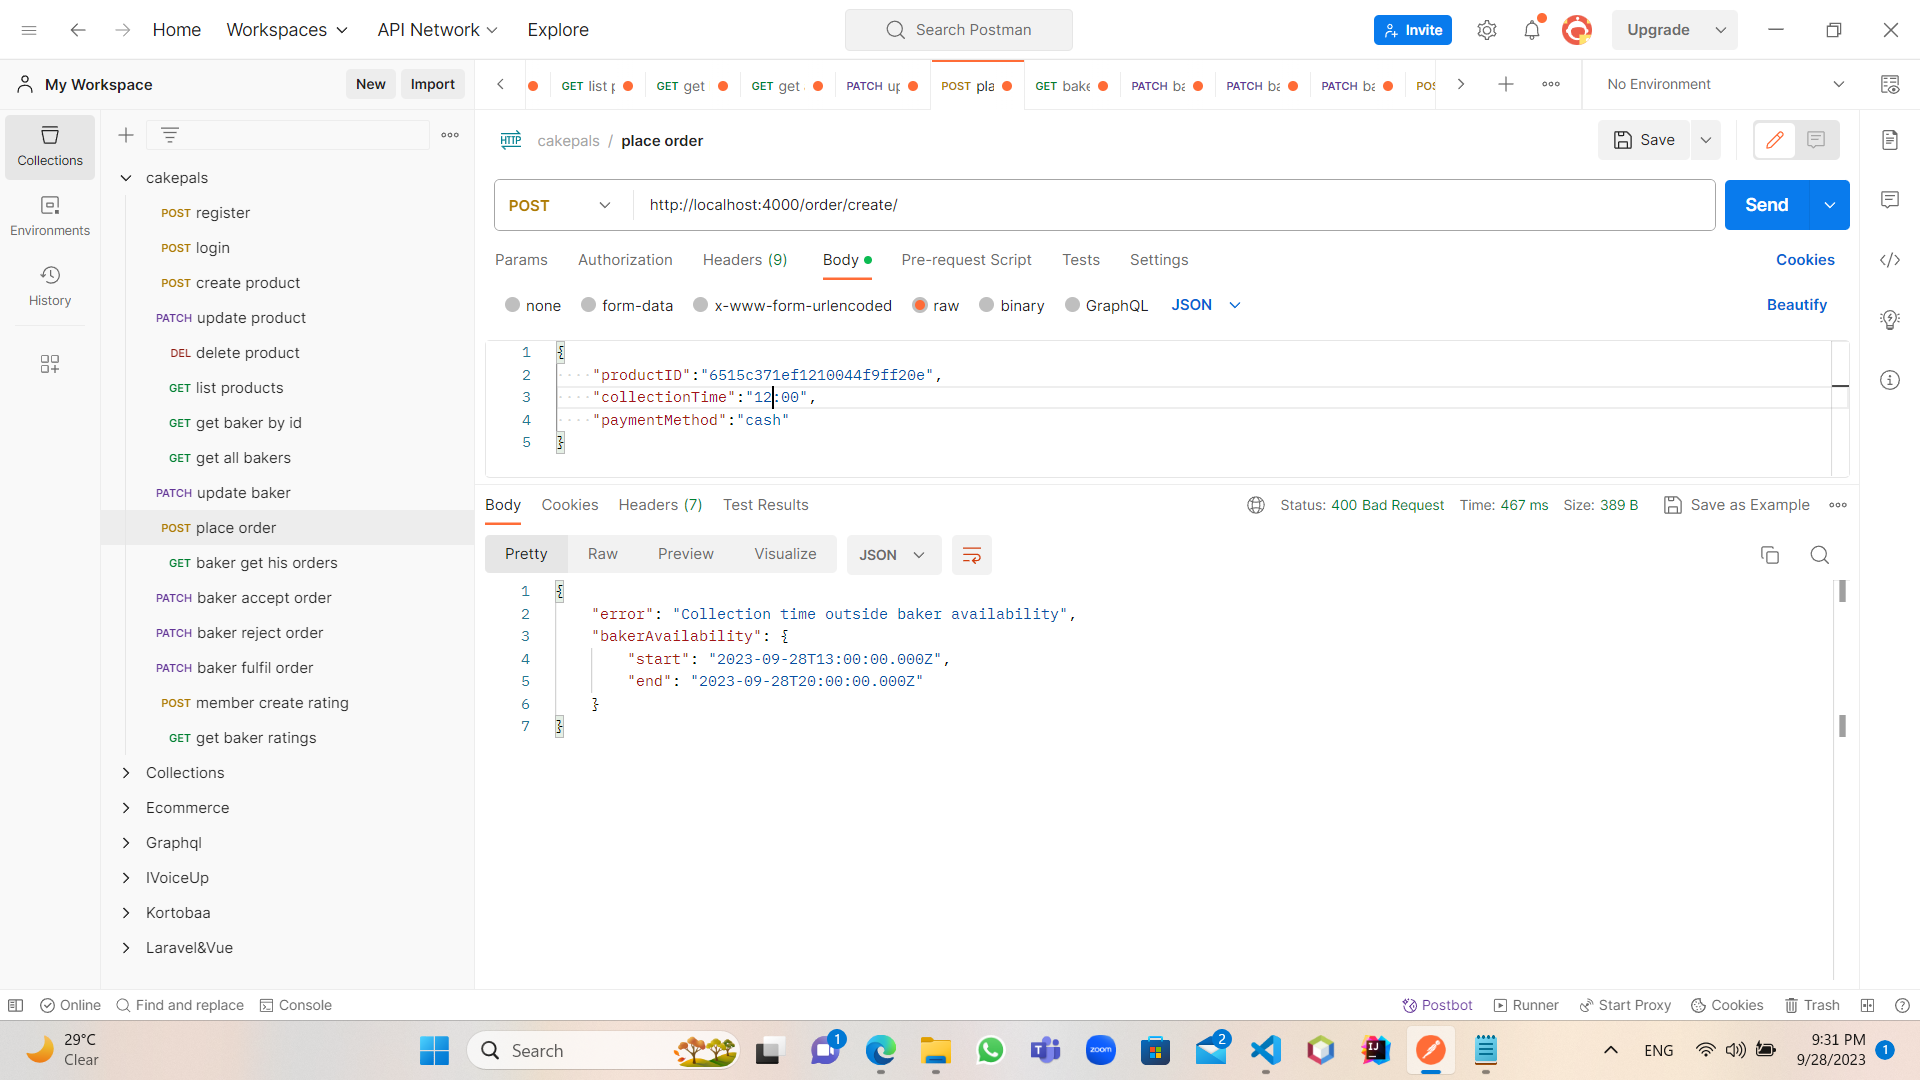 Home Workspaces API Network Explore Search Postman Invite Upgrade
My Workspace New Import
GET list p GET get GET get PATCH up POST pla GET bake PATCH ba PATCH ba PATCH ba POS No Environment
Collections
Environments
History
cakepals
POST register
POST login
POST create product
PATCH update product
DEL delete product
GET list products
GET get baker by id
GET get all bakers
PATCH update baker
POST place order
GET baker get his orders
PATCH baker accept order
PATCH baker reject order
PATCH baker fulfil order
POST member create rating
GET get baker ratings
Collections
Ecommerce
Graphql
IVoiceUp
Kortobaa
Laravel&Vue
HTTP cakepals / place order Save
POST http://localhost:4000/order/create/ Send
Params Authorization Headers (9) Body Pre-request Script Tests Settings Cookies
none form-data x-www-form-urlencoded raw binary GraphQL JSON Beautify
1 {
2 "productID":"6515c371ef1210044f9ff20e",
3 "collectionTime":"12:00",
4 "paymentMethod":"cash"
5 }
Body Cookies Headers (7) Test Results Status: 400 Bad Request Time: 467 ms Size: 389 B Save as Example
Pretty Raw Preview Visualize JSON
1 {
2 "error": "Collection time outside baker availability",
3 "bakerAvailability": {
4 "start": "2023-09-28T13:00:00.000Z",
5 "end": "2023-09-28T20:00:00.000Z"
6 }
7 }
Online Find and replace Console Postbot Runner Start Proxy Cookies Trash
29°C
Clear
Search 1 zoom 2 IJ ENG
9:31 PM
9/28/2023 1